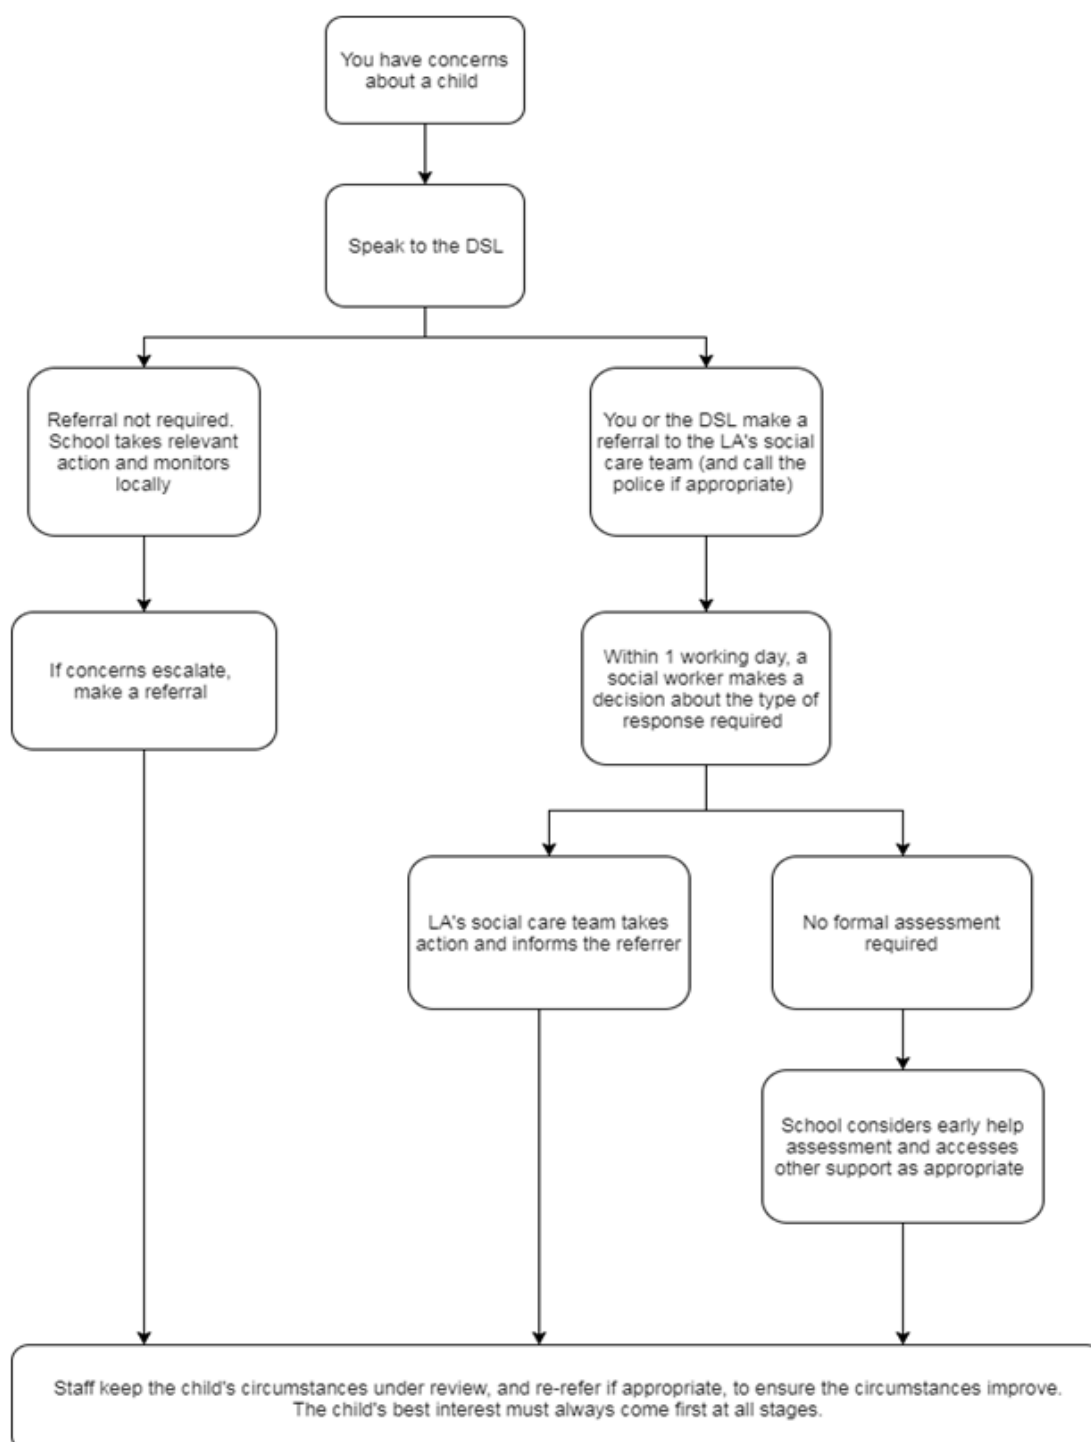 You have concerns
about a child
Speak to the DSL
Referral not required.
School takes relevant
action and monitors
locally
You or the DSL make a
referral to the LA's social
care team (and call the
police if appropriate)
If concerns escalate,
make a referral
Within 1 working day, a
social worker makes a
decision about the type of
response required
LA's social care team takes
action and informs the referrer
No formal assessment
required
School considers early help
assessment and accesses
other support as appropriate
Staff keep the child's circumstances under review, and re-refer if appropriate, to ensure the circumstances improve.
The child's best interest must always come first at all stages.